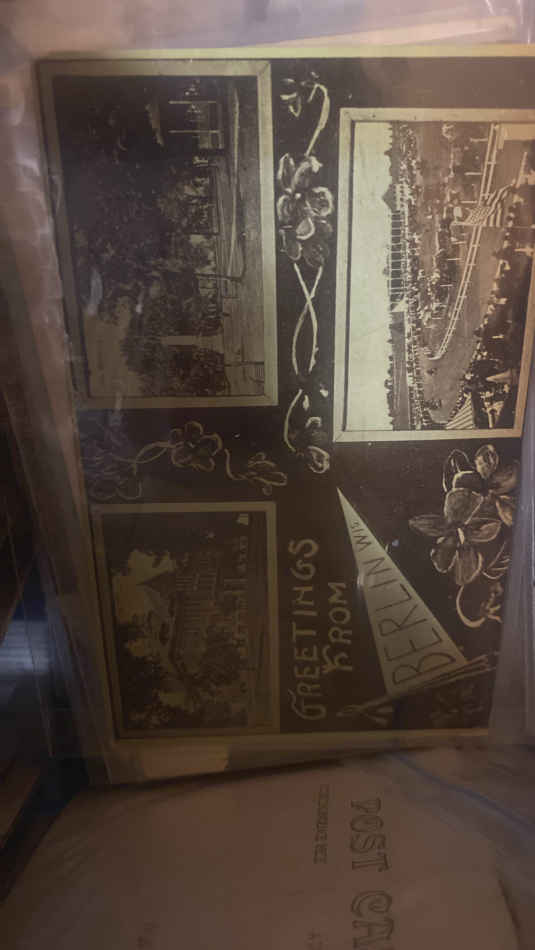 GREETINGS
FROM
BERLIN WIS.
POST CA